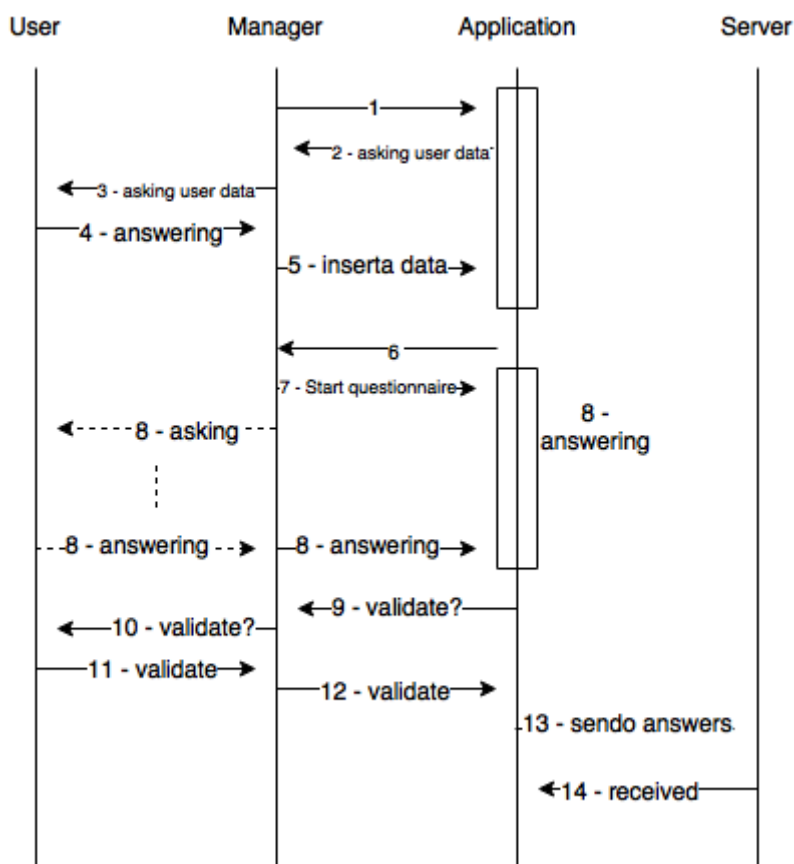 User Manager Application Server
1
2 - asking user data
3 - asking user data
4 - answering
5 - inserta data
6
7 - Start questionnaire
8 -
answering
8 - asking
8 - answering 8 - answering
9 - validate?
10 - validate?
11 - validate
12 - validate
13 - sendo answers
14 - received